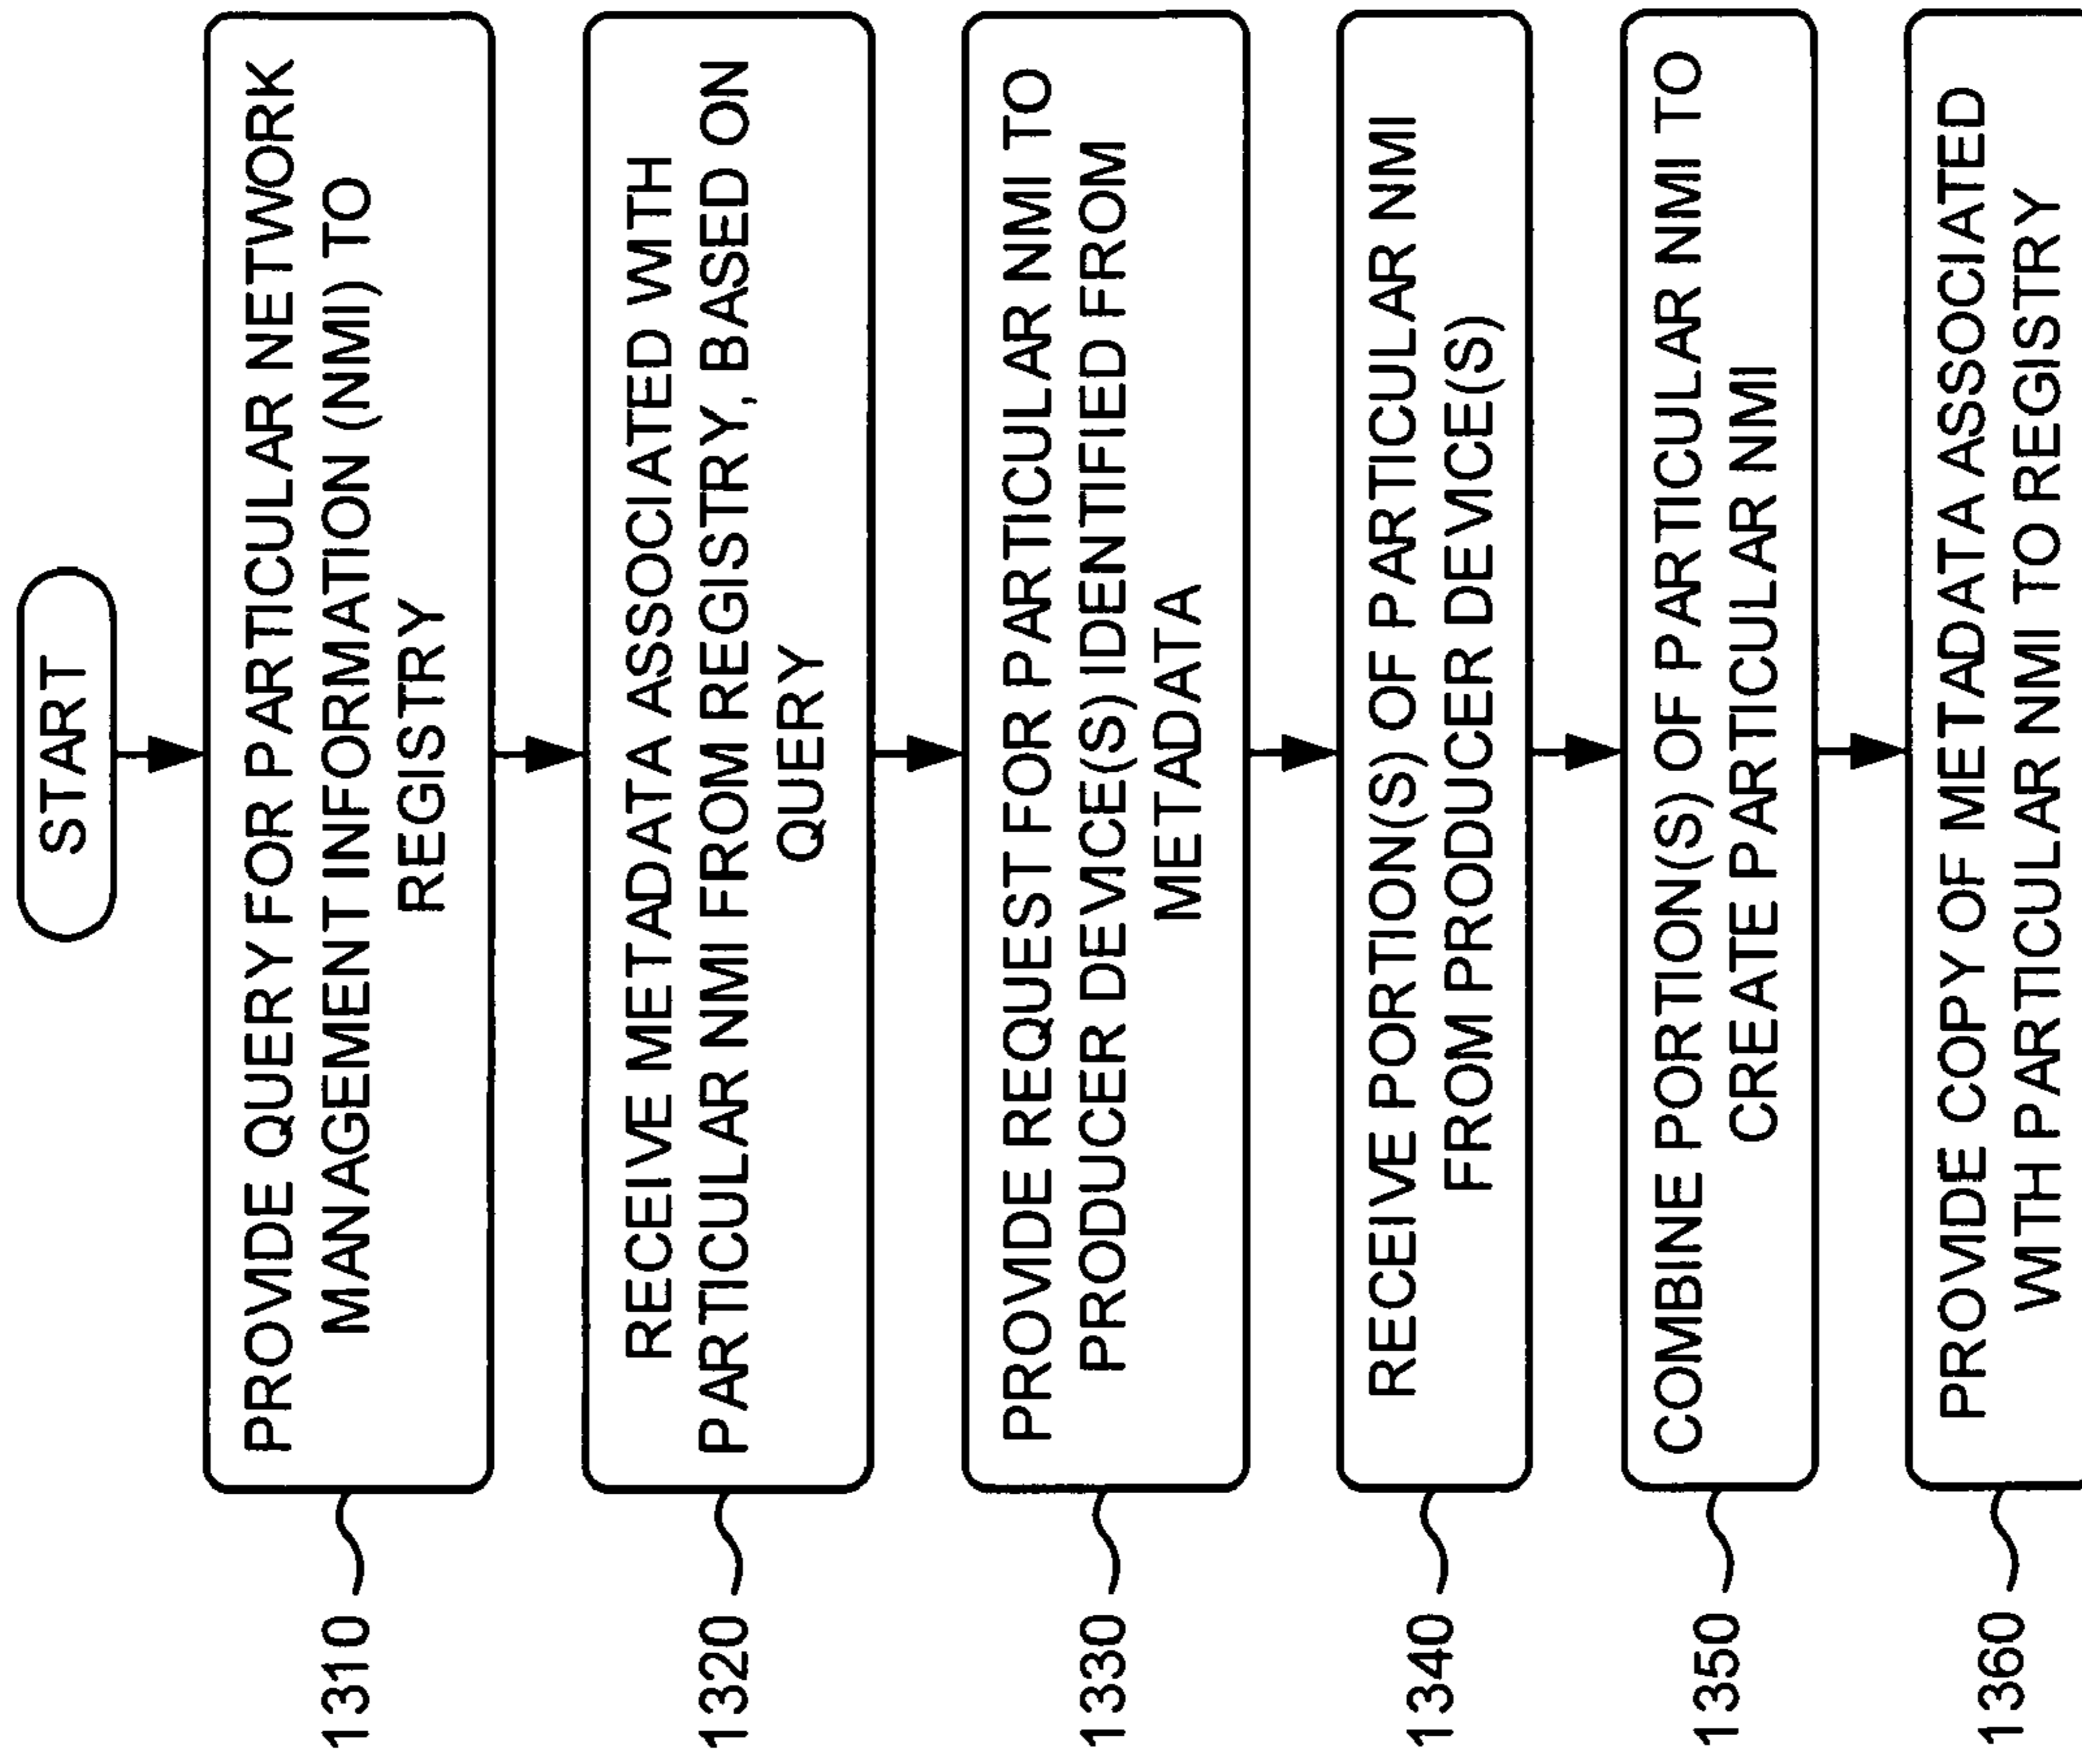 START
PROVIDE QUERY FOR PARTICULAR NETWORK
MANAGEMENT INFORMATION (NMI) TO
REGISTRY
1310
RECEIVE METADATA ASSOCIATED WITH
PARTICULAR NMI FROM REGISTRY, BASED ON
QUERY
1320
PROVIDE REQUEST FOR PARTICULAR NMI TO
PRODUCER DEVICE(S) IDENTIFIED FROM
METADATA
1330
RECEIVE PORTION(S) OF PARTICULAR NMI
FROM PRODUCER DEVICE(S)
1340
COMBINE PORTION(S) OF PARTICULAR NMI TO
CREATE PARTICULAR NMI
1350
PROVIDE COPY OF METADATA ASSOCIATED
WITH PARTICULAR NMI TO REGISTRY
1360